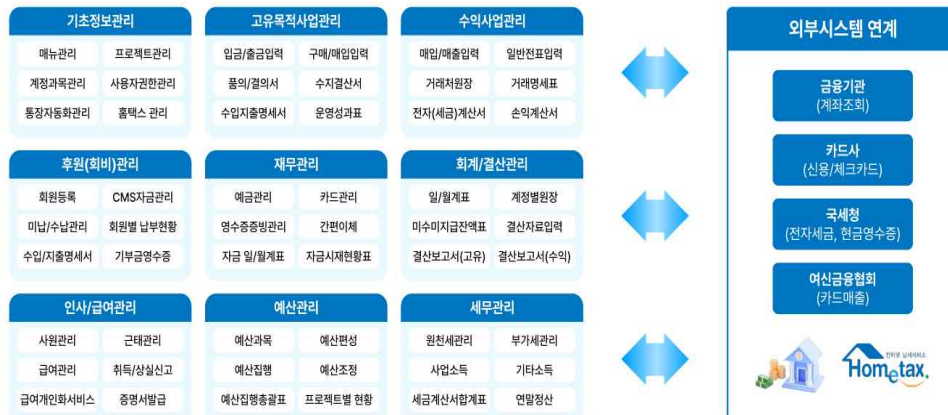 기초정보관리
매뉴관리 프로젝트관리
계정과목관리 사용자권한관리
통장자동화관리 홈택스 관리
고유목적사업관리
입금/출금입력 구매/매입입력
품의/결의서 수지결산서
수입지출명세서 운영성과표
수익사업관리
매입/매출입력 일반전표입력
거래처원장 거래명세표
전자(세금)계산서 손익계산서
후원(회비)관리
회원등록 CMS자금관리
미납/수납관리 회원별 납부현황
수입/지출명세서 기부금영수증
재무관리
예금관리 카드관리
영수증증빙관리 간편이체
자금 일/월계표 자금시재현황표
회계/결산관리
일/월계표 계정별원장
미수미지급잔액표 결산자료입력
결산보고서(고유) 결산보고서(수익)
인사/급여관리
사원관리 근태관리
급여관리 취득/상실신고
급여개인화서비스 증명서발급
예산관리
예산과목 예산편성
예산집행 예산조정
예산집행총괄표 프로젝트별 현황
세무관리
원천세관리 부가세관리
사업소득 기타소득
세금계산서합계표 연말정산
외부시스템 연계
금융기관
(계좌조회)
카드사
(신용/체크카드)
국세청
(전자세금, 현금영수증)
여신금융협회
(카드매출)
인터넷 납세서비스
Hometax.